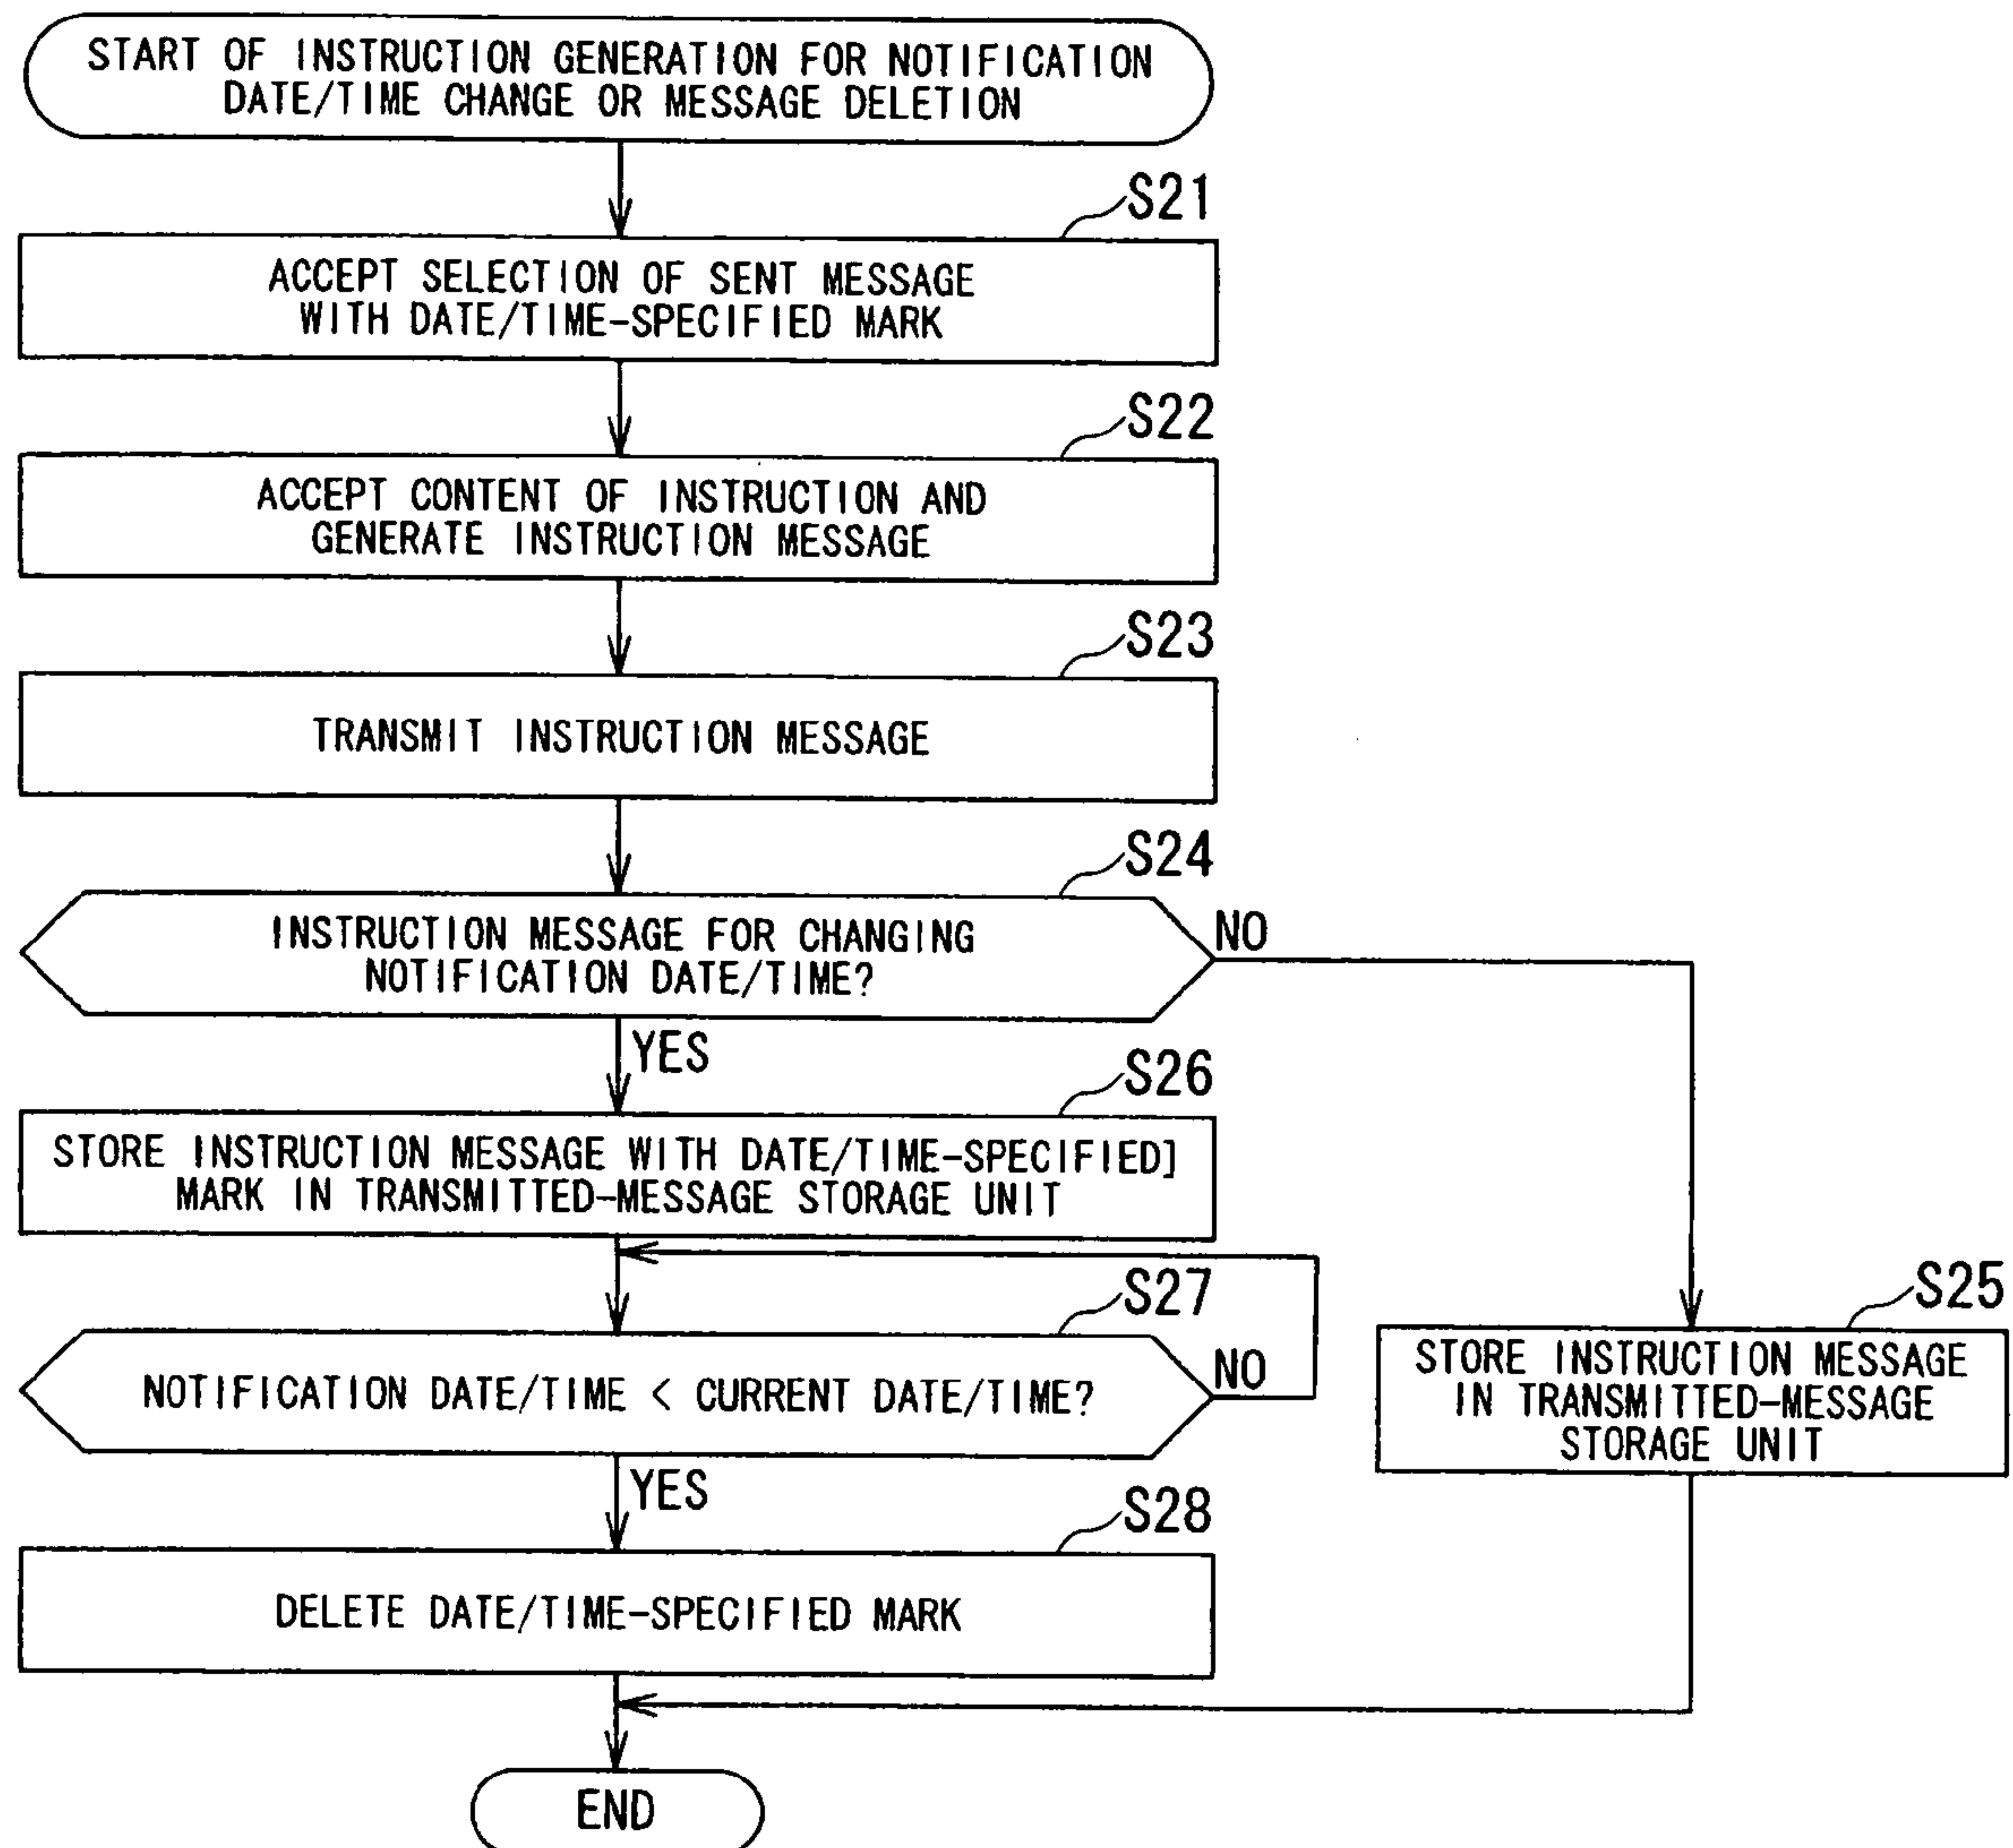 START OF INSTRUCTION GENERATION FOR NOTIFICATION
DATE/TIME CHANGE OR MESSAGE DELETION
S21
ACCEPT SELECTION OF SENT MESSAGE
WITH DATE/TIME-SPECIFIED MARK
S22
ACCEPT CONTENT OF INSTRUCTION AND
GENERATE INSTRUCTION MESSAGE
S23
TRANSMIT INSTRUCTION MESSAGE
S24
INSTRUCTION MESSAGE FOR CHANGING
NOTIFICATION DATE/TIME?
NO
YES
S26
STORE INSTRUCTION MESSAGE WITH DATE/TIME-SPECIFIED]
MARK IN TRANSMITTED-MESSAGE STORAGE UNIT
S27
NOTIFICATION DATE/TIME < CURRENT DATE/TIME?
NO
YES
S25
STORE INSTRUCTION MESSAGE
IN TRANSMITTED-MESSAGE
STORAGE UNIT
S28
DELETE DATE/TIME-SPECIFIED MARK
END